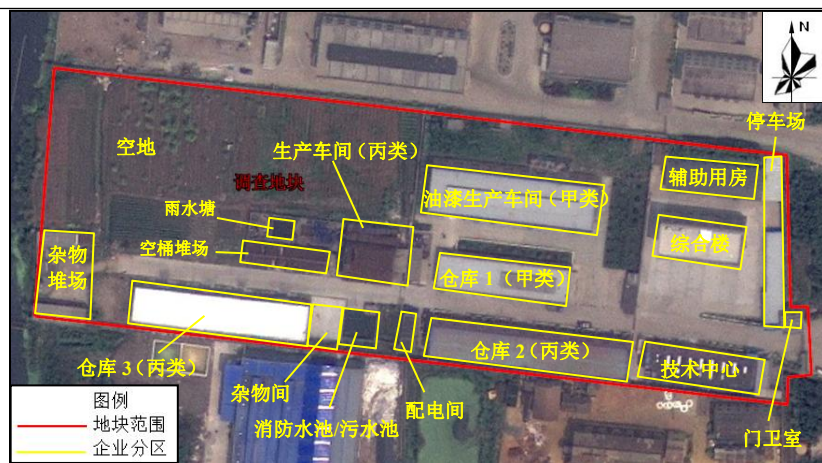 N
停车场
空地
生产车间（丙类）
调查地块
辅助用房
油漆生产车间（甲类）
雨水塘
综合楼
空桶堆场
杂物
堆场
仓库 1（甲类）
仓库 3（丙类）
杂物间
消防水池/污水池
配电间
仓库 2（丙类）
技术中心
门卫室
图例
地块范围
企业分区